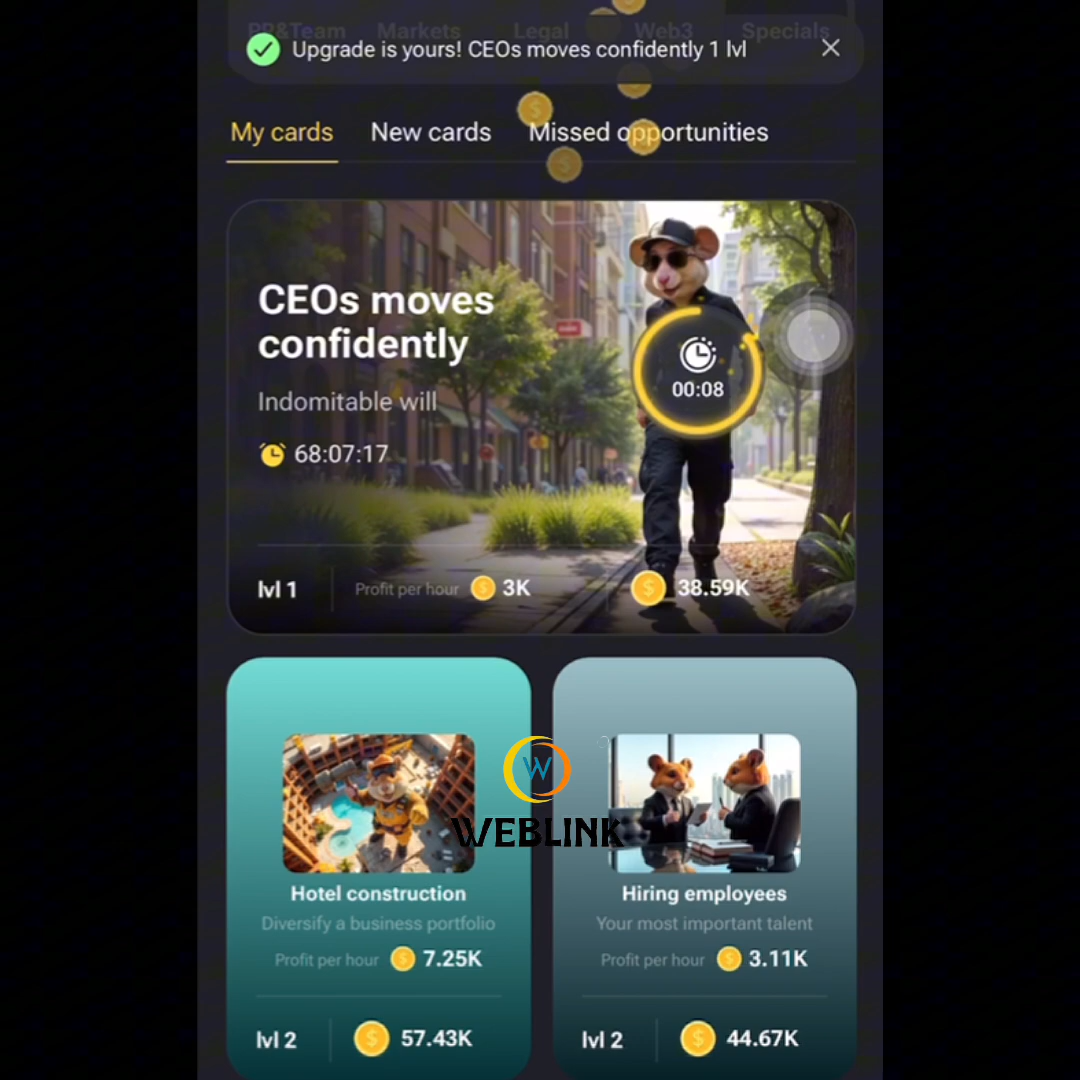 PR&Team Markets Legal Web3 Specials
Upgrade is yours! CEOs moves confidently 1 lvl
My cards New cards Missed opportunities
CEOs moves
confidently
Indomitable will
00:08
68:07:17
lvl 1 Profit per hour 3K 38.59K
W
WEBLINK
Hotel construction
Diversify a business portfolio
Profit per hour 7.25K
lvl 2 57.43K
Hiring employees
Your most important talent
Profit per hour 3.11K
lvl 2 44.67K